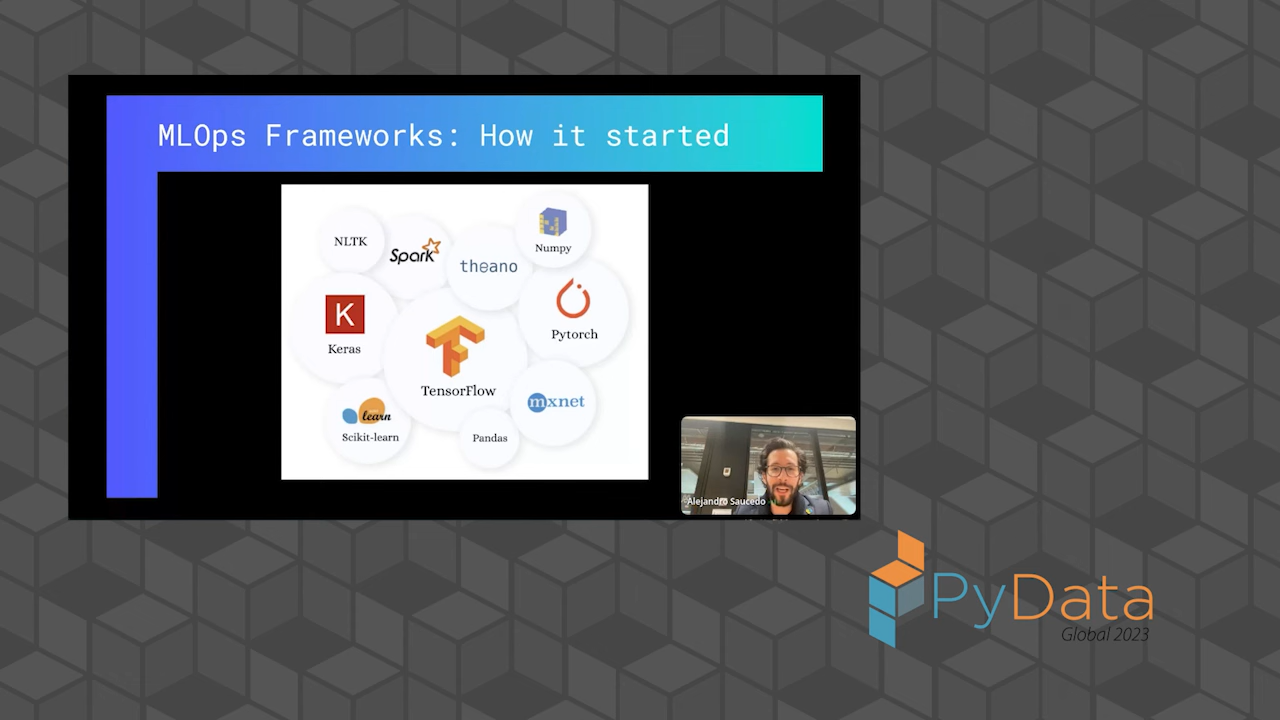 MLOps Frameworks: How it started
NLTK
Spark
theano
Numpy
K
Keras
TensorFlow
Pytorch
learn
Scikit-learn
mxnet
Pandas
Alejandro Saucedo
PyData
Global 2023